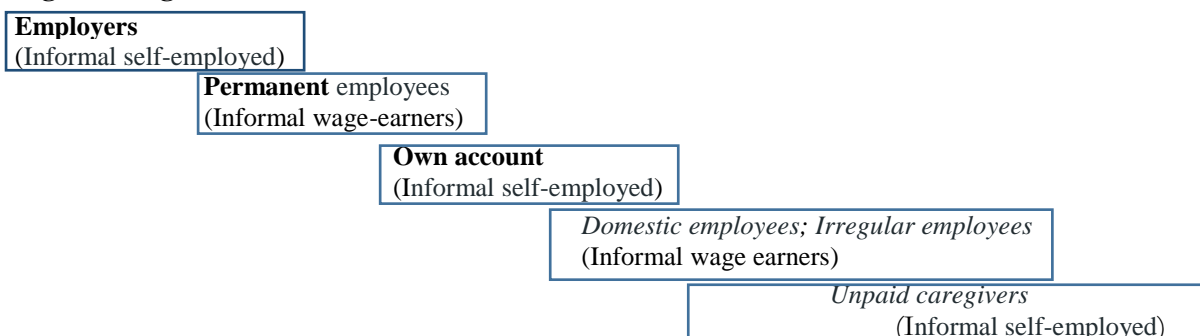 Employers
(Informal self-employed)
Permanent employees
(Informal wage-earners)
Own account
(Informal self-employed)
Domestic employees; Irregular employees
(Informal wage earners)
Unpaid caregivers
(Informal self-employed)